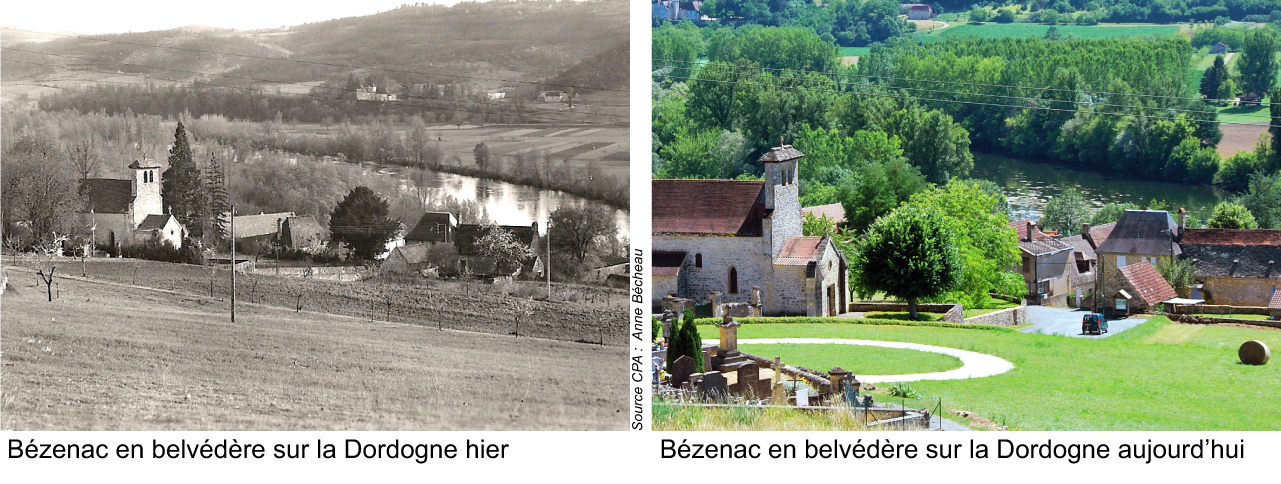 Source CPA : Anne Bécheau
Bézenac en belvédère sur la Dordogne hier
Bézenac en belvédère sur la Dordogne aujourd’hui